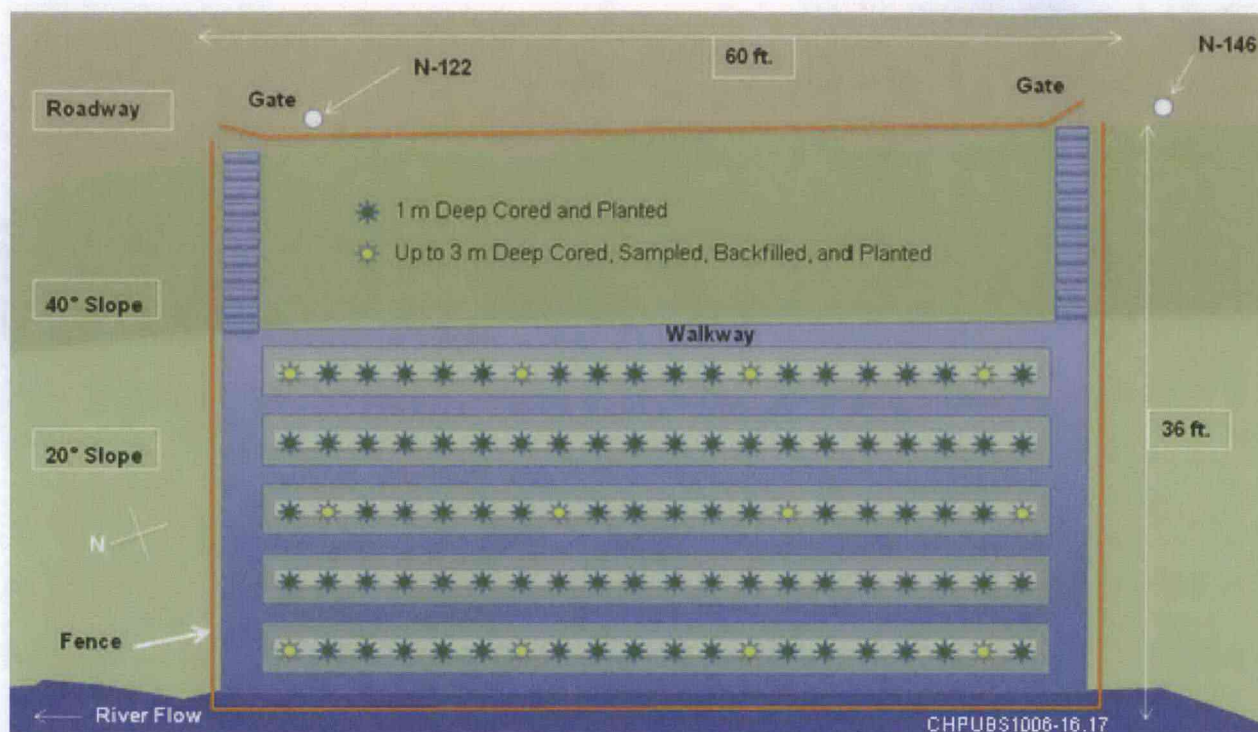 60 ft.
N-122
N-146
Gate
Gate
Roadway
1 m Deep Cored and Planted
Up to 3 m Deep Cored, Sampled, Backfilled, and Planted
40° Slope
Walkway
36 ft.
20° Slope
N
Fence
River Flow
CHPUBS1006-16.17